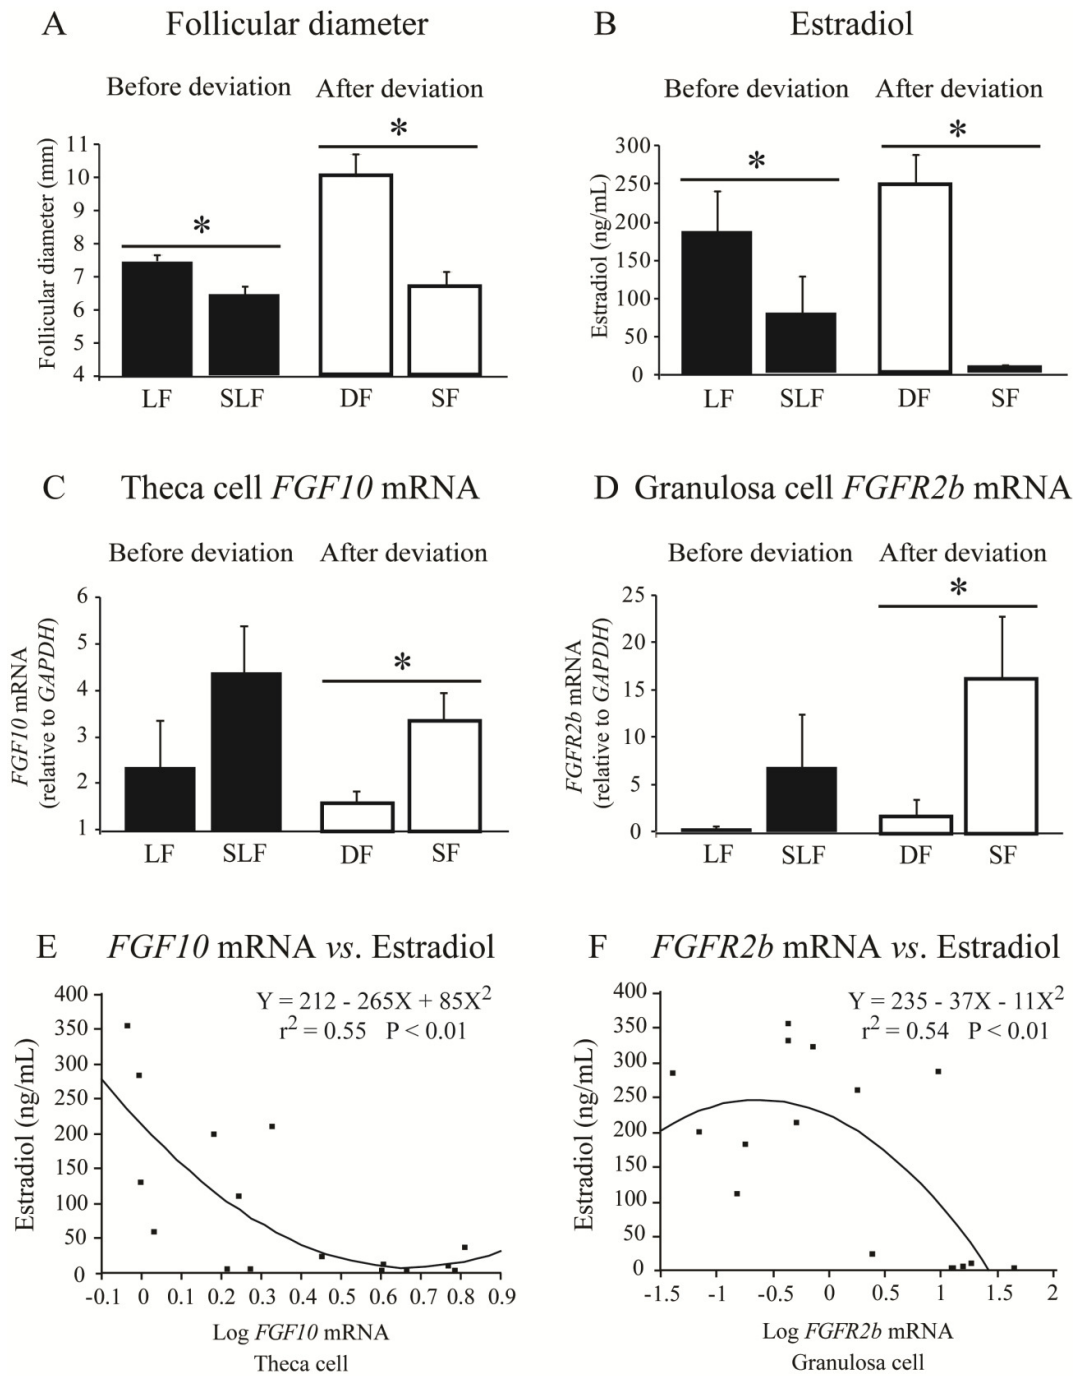 A Follicular diameter
Before deviation After deviation
*
*
Follicular diameter (mm)
11
10
9
8
7
6
5
4
LF SLF DF SF
B Estradiol
Before deviation After deviation
*
*
Estradiol (ng/mL)
300
250
200
150
100
50
0
LF SLF DF SF
C Theca cell FGF10 mRNA
Before deviation After deviation
*
FGF10 mRNA
(relative to GAPDH)
6
5
4
3
2
1
LF SLF DF SF
D Granulosa cell FGFR2b mRNA
Before deviation After deviation
*
FGFR2b mRNA
(relative to GAPDH)
25
20
15
10
5
0
LF SLF DF SF
E FGF10 mRNA vs. Estradiol
Y = 212 - 265X + 85X²
r² = 0.55 P < 0.01
Estradiol (ng/mL)
400
350
300
250
200
150
100
50
0
-0.1 0 0.1 0.2 0.3 0.4 0.5 0.6 0.7 0.8 0.9
Log FGF10 mRNA
Theca cell
F FGFR2b mRNA vs. Estradiol
Y = 235 - 37X - 11X²
r² = 0.54 P < 0.01
Estradiol (ng/mL)
400
350
300
250
200
150
100
50
0
-1.5 -1 -0.5 0 0.5 1 1.5 2
Log FGFR2b mRNA
Granulosa cell